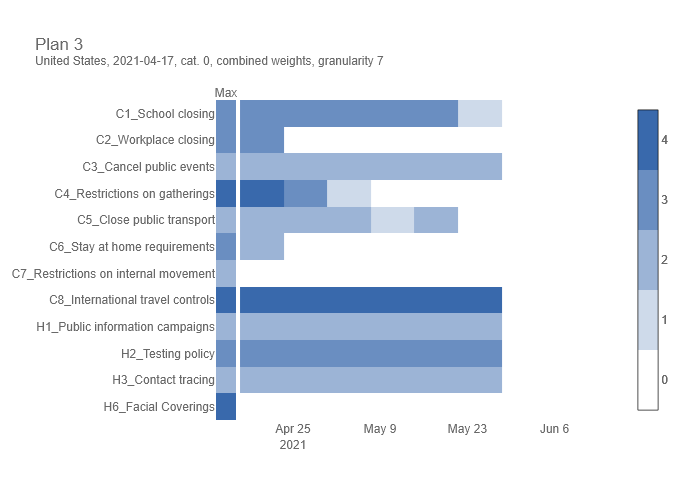 Plan 3
United States, 2021-04-17, cat. 0, combined weights, granularity 7
Max
C1_School closing
C2_Workplace closing
C3_Cancel public events
C4_Restrictions on gatherings
C5_Close public transport
C6_Stay at home requirements
C7_Restrictions on internal movement
C8_International travel controls
H1_Public information campaigns
H2_Testing policy
H3_Contact tracing
H6_Facial Coverings
4
3
2
1
0
Apr 25 May 9 May 23 Jun 6
2021